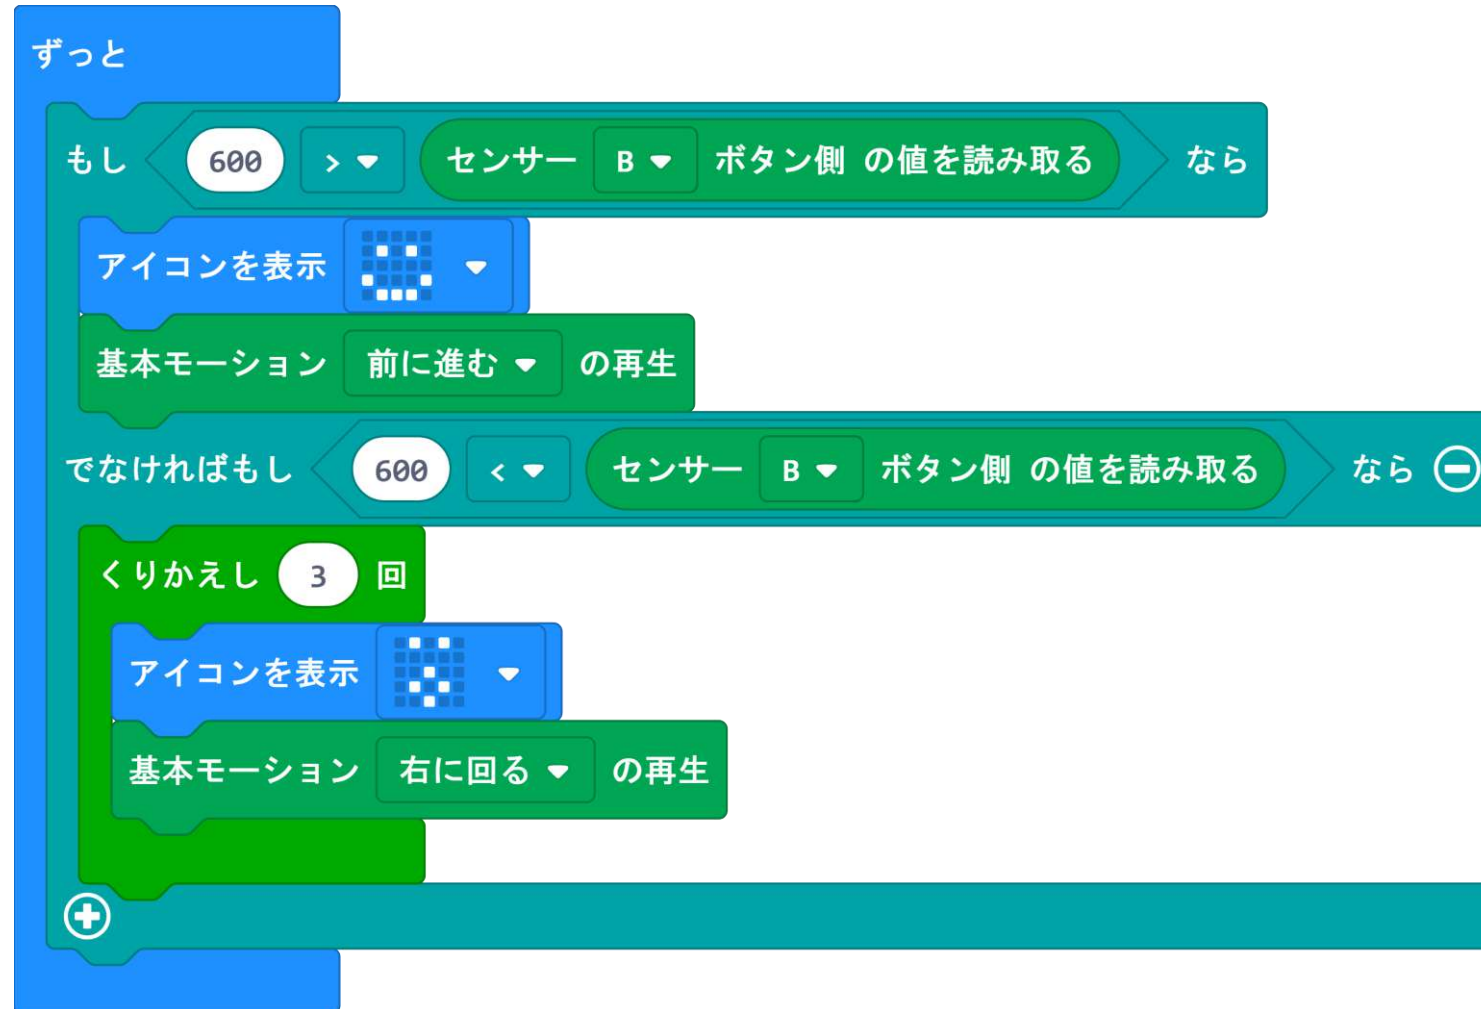 ずっと
もし 600 > センサー B ボタン側 の値を読み取る なら
アイコンを表示
基本モーション 前に進む の再生
でなければもし 600 < センサー B ボタン側 の値を読み取る なら
くりかえし 3 回
アイコンを表示
基本モーション 右に回る の再生